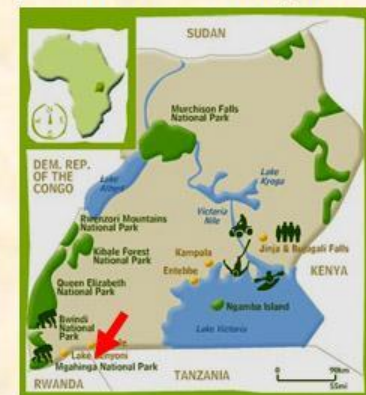 SUDAN
Murchison Falls
National Park
DEM. REP.
OF THE
CONGO
Lake
Albert
Lake
Kyoga
Victoria
Nile
Rwenzori Mountains
National Park
Kibale Forest
National Park
Kampala
Jinja & Bujagali Falls
Entebbe
KENYA
Queen Elizabeth
National Park
Ngamba Island
Bwindi
National
Park
Lake Victoria
Lake
Mgahinga National Park
RWANDA
TANZANIA
0
90km
55mi